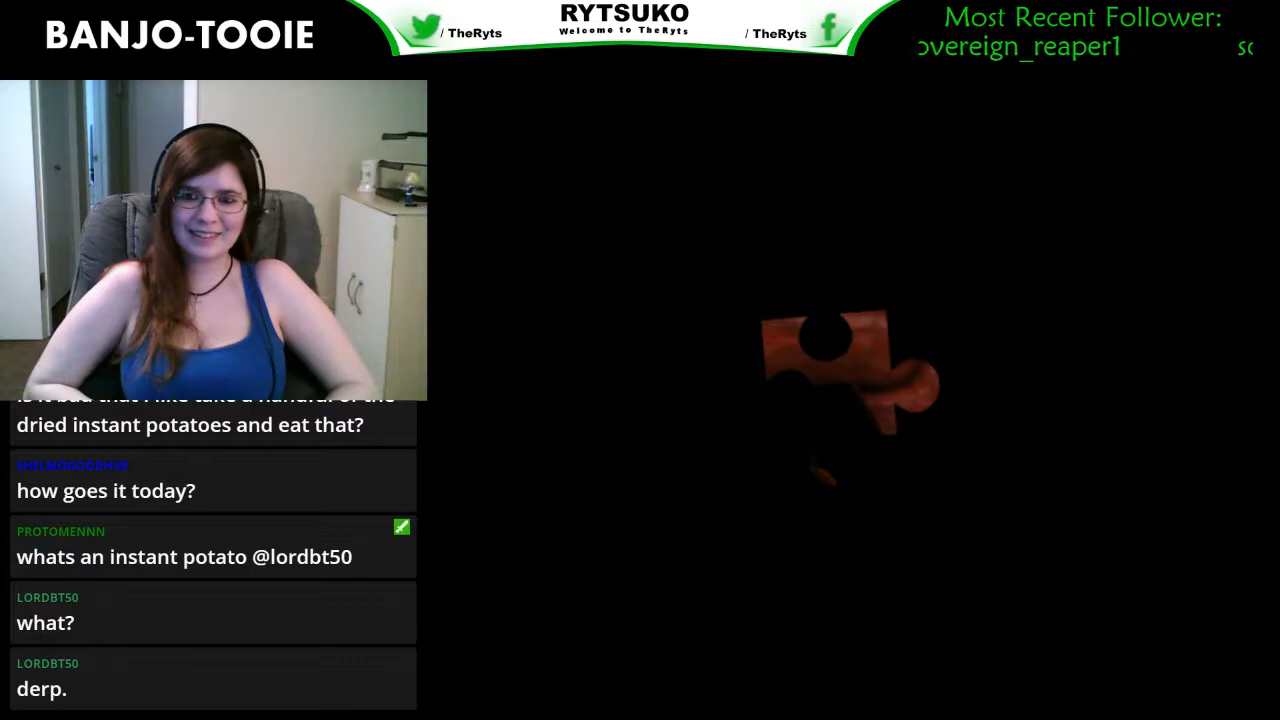 BANJO-TOOIE
/ TheRyts
RYTSUKO
Welcome to TheRyts
/ TheRyts
Most Recent Follower:
overeign_reaper1
dried instant potatoes and eat that?
SHELMOGOODHUE
how goes it today?
PROTOMENNN
whats an instant potato @lordbt50
LORDBT50
what?
LORDBT50
derp.